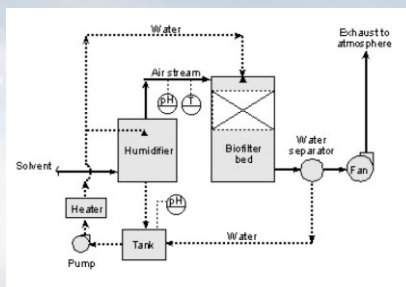 Water
Exhaust to
atmosphere
Air stream
pH
T
Humidifier
Biofilter
bed
Water
separator
Solvent
Fan
Heater
pH
Tank
Water
Pump